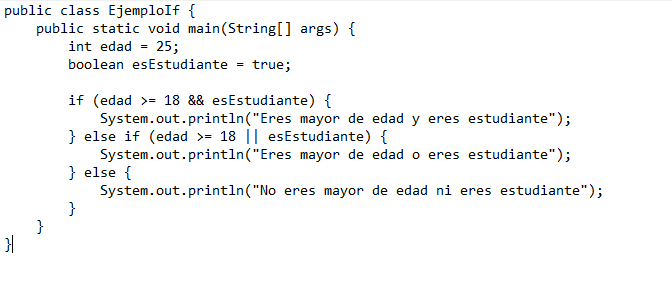 public class EjemploIf {
    public static void main(String[] args) {
        int edad = 25;
        boolean esEstudiante = true;

        if (edad >= 18 && esEstudiante) {
            System.out.println("Eres mayor de edad y eres estudiante");
        } else if (edad >= 18 || esEstudiante) {
            System.out.println("Eres mayor de edad o eres estudiante");
        } else {
            System.out.println("No eres mayor de edad ni eres estudiante");
        }
    }
}